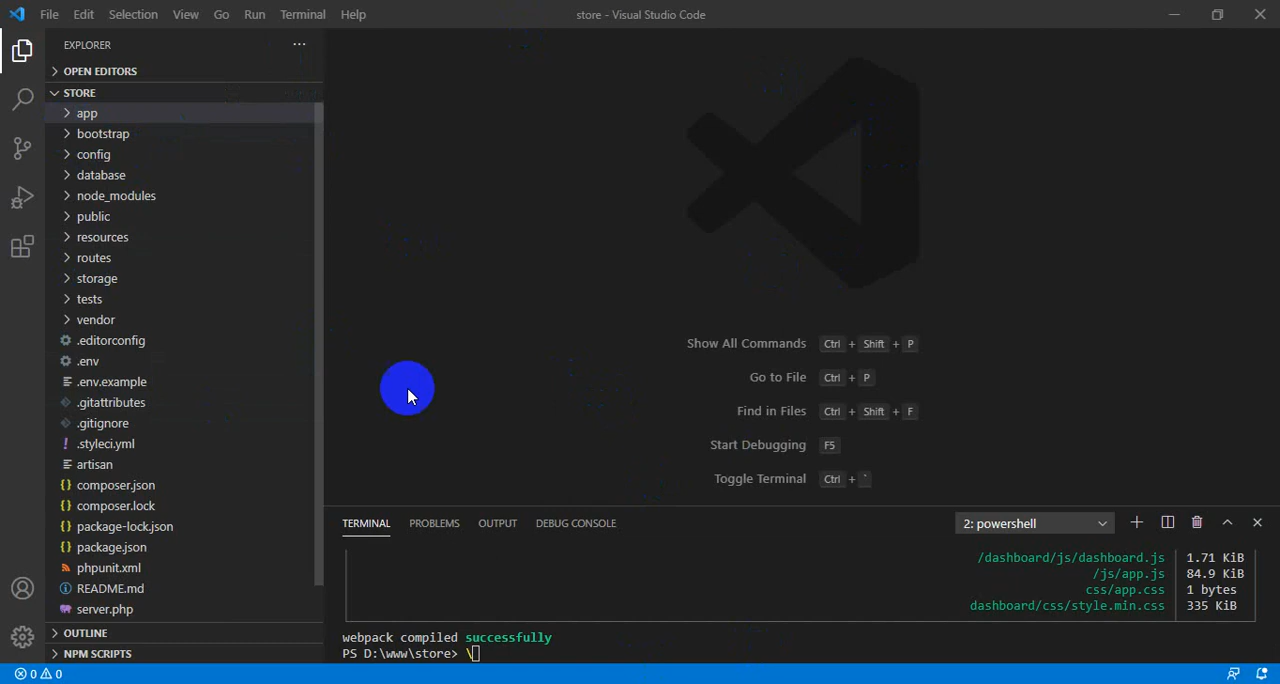 File Edit Selection View Go Run Terminal Help store - Visual Studio Code
EXPLORER
OPEN EDITORS
STORE
app
bootstrap
config
database
node_modules
public
resources
routes
storage
tests
vendor
.editorconfig
.env
.env.example
.gitattributes
.gitignore
.styleci.yml
artisan
composer.json
composer.lock
package-lock.json
package.json
phpunit.xml
README.md
server.php
OUTLINE
NPM SCRIPTS
Show All Commands Ctrl + Shift + P
Go to File Ctrl + P
Find in Files Ctrl + Shift + F
Start Debugging F5
Toggle Terminal Ctrl + `
TERMINAL PROBLEMS OUTPUT DEBUG CONSOLE 2: powershell
/dashboard/js/dashboard.js 1.71 KiB
/js/app.js 84.9 KiB
css/app.css 1 bytes
dashboard/css/style.min.css 335 KiB
webpack compiled successfully
PS D:\www\store> \
0 0